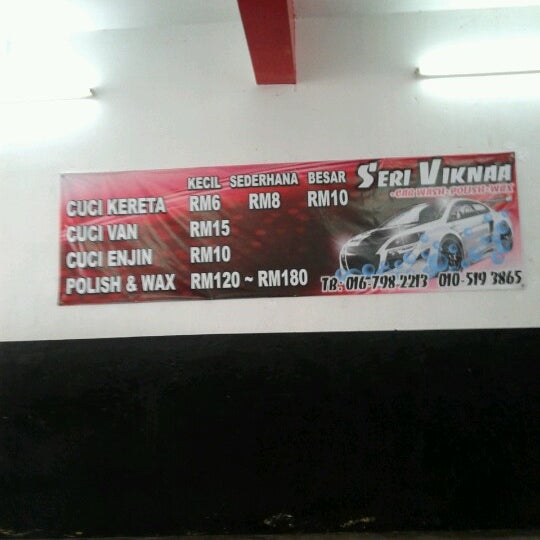 KECIL SEDERHANA BESAR
CUCI KERETA RM6 RM8 RM10
CUCI VAN RM15
CUCI ENJIN RM10
POLISH & WAX RM120 ~ RM180
SERI VIKNAA
-CAR WASH-POLISH-WAX
TB:- 016-798 2213 010-519 3865